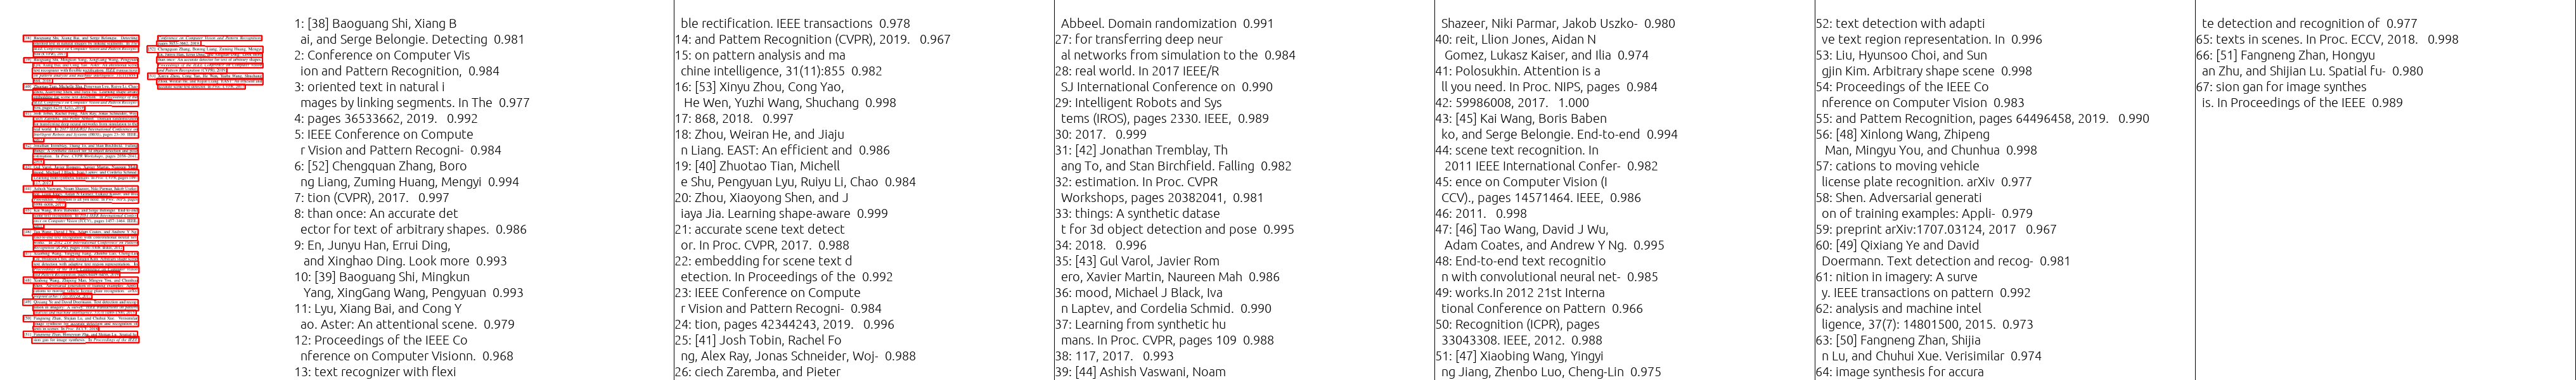 1: [38] Baoguang Shi, Xiang B
ai, and Serge Belongie. Detecting 0.981
2: Conference on Computer Vis
ion and Pattern Recognition, 0.984
3: oriented text in natural i
mages by linking segments. In The 0.977
4: pages 36533662, 2019. 0.992
5: IEEE Conference on Compute
r Vision and Pattern Recogni- 0.984
6: [52] Chengquan Zhang, Boro
ng Liang, Zuming Huang, Mengyi 0.994
7: tion (CVPR), 2017. 0.997
8: than once: An accurate det
ector for text of arbitrary shapes. 0.986
9: En, Junyu Han, Errui Ding,
and Xinghao Ding. Look more 0.993
10: [39] Baoguang Shi, Mingkun
Yang, XingGang Wang, Pengyuan 0.993
11: Lyu, Xiang Bai, and Cong Y
ao. Aster: An attentional scene. 0.979
12: Proceedings of the IEEE Co
nference on Computer Visionn. 0.968
13: text recognizer with flexi
ble rectification. IEEE transactions 0.978
14: and Pattem Recognition (CVPR), 2019. 0.967
15: on pattern analysis and ma
chine intelligence, 31(11):855 0.982
16: [53] Xinyu Zhou, Cong Yao,
He Wen, Yuzhi Wang, Shuchang 0.998
17: 868, 2018. 0.997
18: Zhou, Weiran He, and Jiaju
n Liang. EAST: An efficient and 0.986
19: [40] Zhuotao Tian, Michell
e Shu, Pengyuan Lyu, Ruiyu Li, Chao 0.984
20: Zhou, Xiaoyong Shen, and J
iaya Jia. Learning shape-aware 0.999
21: accurate scene text detect
or. In Proc. CVPR, 2017. 0.988
22: embedding for scene text d
etection. In Proceedings of the 0.992
23: IEEE Conference on Compute
r Vision and Pattern Recogni- 0.984
24: tion, pages 42344243, 2019. 0.996
25: [41] Josh Tobin, Rachel Fo
ng, Alex Ray, Jonas Schneider, Woj- 0.988
26: ciech Zaremba, and Pieter
Abbeel. Domain randomization 0.991
27: for transferring deep neur
al networks from simulation to the 0.984
28: real world. In 2017 IEEE/R
SJ International Conference on 0.990
29: Intelligent Robots and Sys
tems (IROS), pages 2330. IEEE, 0.989
30: 2017. 0.999
31: [42] Jonathan Tremblay, Th
ang To, and Stan Birchfield. Falling 0.982
32: estimation. In Proc. CVPR
Workshops, pages 20382041, 0.981
33: things: A synthetic datase
t for 3d object detection and pose 0.995
34: 2018. 0.996
35: [43] Gul Varol, Javier Rom
ero, Xavier Martin, Naureen Mah 0.986
36: mood, Michael J Black, Iva
n Laptev, and Cordelia Schmid. 0.990
37: Learning from synthetic hu
mans. In Proc. CVPR, pages 109 0.988
38: 117, 2017. 0.993
39: [44] Ashish Vaswani, Noam
Shazeer, Niki Parmar, Jakob Uszko- 0.980
40: reit, Llion Jones, Aidan N
Gomez, Lukasz Kaiser, and Ilia 0.974
41: Polosukhin. Attention is a
ll you need. In Proc. NIPS, pages 0.984
42: 59986008, 2017. 1.000
43: [45] Kai Wang, Boris Baben
ko, and Serge Belongie. End-to-end 0.994
44: scene text recognition. In
2011 IEEE International Confer- 0.982
45: ence on Computer Vision (I
CCV)., pages 14571464. IEEE, 0.986
46: 2011. 0.998
47: [46] Tao Wang, David J Wu,
Adam Coates, and Andrew Y Ng. 0.995
48: End-to-end text recognitio
n with convolutional neural net- 0.985
49: works.In 2012 21st Interna
tional Conference on Pattern 0.966
50: Recognition (ICPR), pages
33043308. IEEE, 2012. 0.988
51: [47] Xiaobing Wang, Yingyi
ng Jiang, Zhenbo Luo, Cheng-Lin 0.975
52: text detection with adapti
ve text region representation. In 0.996
53: Liu, Hyunsoo Choi, and Sun
gjin Kim. Arbitrary shape scene 0.998
54: Proceedings of the IEEE Co
nference on Computer Vision 0.983
55: and Pattem Recognition, pages 64496458, 2019. 0.990
56: [48] Xinlong Wang, Zhipeng
Man, Mingyu You, and Chunhua 0.998
57: cations to moving vehicle
license plate recognition. arXiv 0.977
58: Shen. Adversarial generati
on of training examples: Appli- 0.979
59: preprint arXiv:1707.03124, 2017 0.967
60: [49] Qixiang Ye and David
Doermann. Text detection and recog- 0.981
61: nition in imagery: A surve
y. IEEE transactions on pattern 0.992
62: analysis and machine intel
ligence, 37(7): 14801500, 2015. 0.973
63: [50] Fangneng Zhan, Shijia
n Lu, and Chuhui Xue. Verisimilar 0.974
64: image synthesis for accura
te detection and recognition of 0.977
65: texts in scenes. In Proc. ECCV, 2018. 0.998
66: [51] Fangneng Zhan, Hongyu
an Zhu, and Shijian Lu. Spatial fu- 0.980
67: sion gan for image synthes
is. In Proceedings of the IEEE 0.989